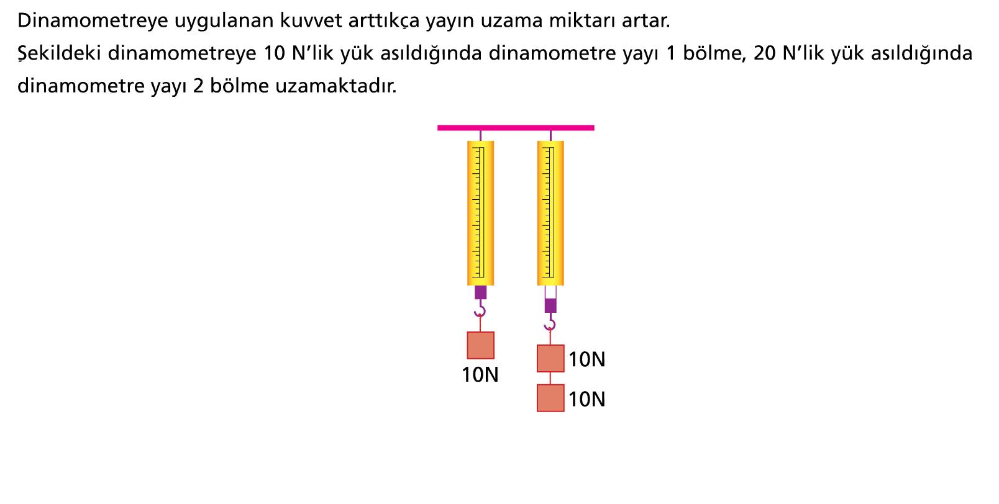 Dinamometreye uygulanan kuvvet arttıkça yayın uzama miktarı artar.
Şekildeki dinamometreye 10 N’lik yük asıldığında dinamometre yayı 1 bölme, 20 N’lik yük asıldığında
dinamometre yayı 2 bölme uzamaktadır.
10N
10N
10N